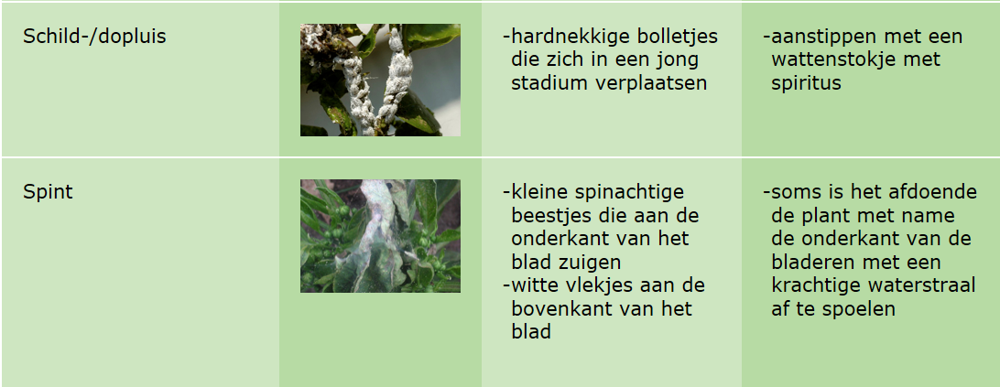 Schild-/dopluis
-hardnekkige bolletjes
die zich in een jong
stadium verplaatsen
-aanstippen met een
wattenstokje met
spiritus
Spint
-kleine spinachtige
beestjes die aan de
onderkant van het
blad zuigen
-witte vlekjes aan de
bovenkant van het
blad
-soms is het afdoende
de plant met name
de onderkant van de
bladeren met een
krachtige waterstraal
af te spoelen